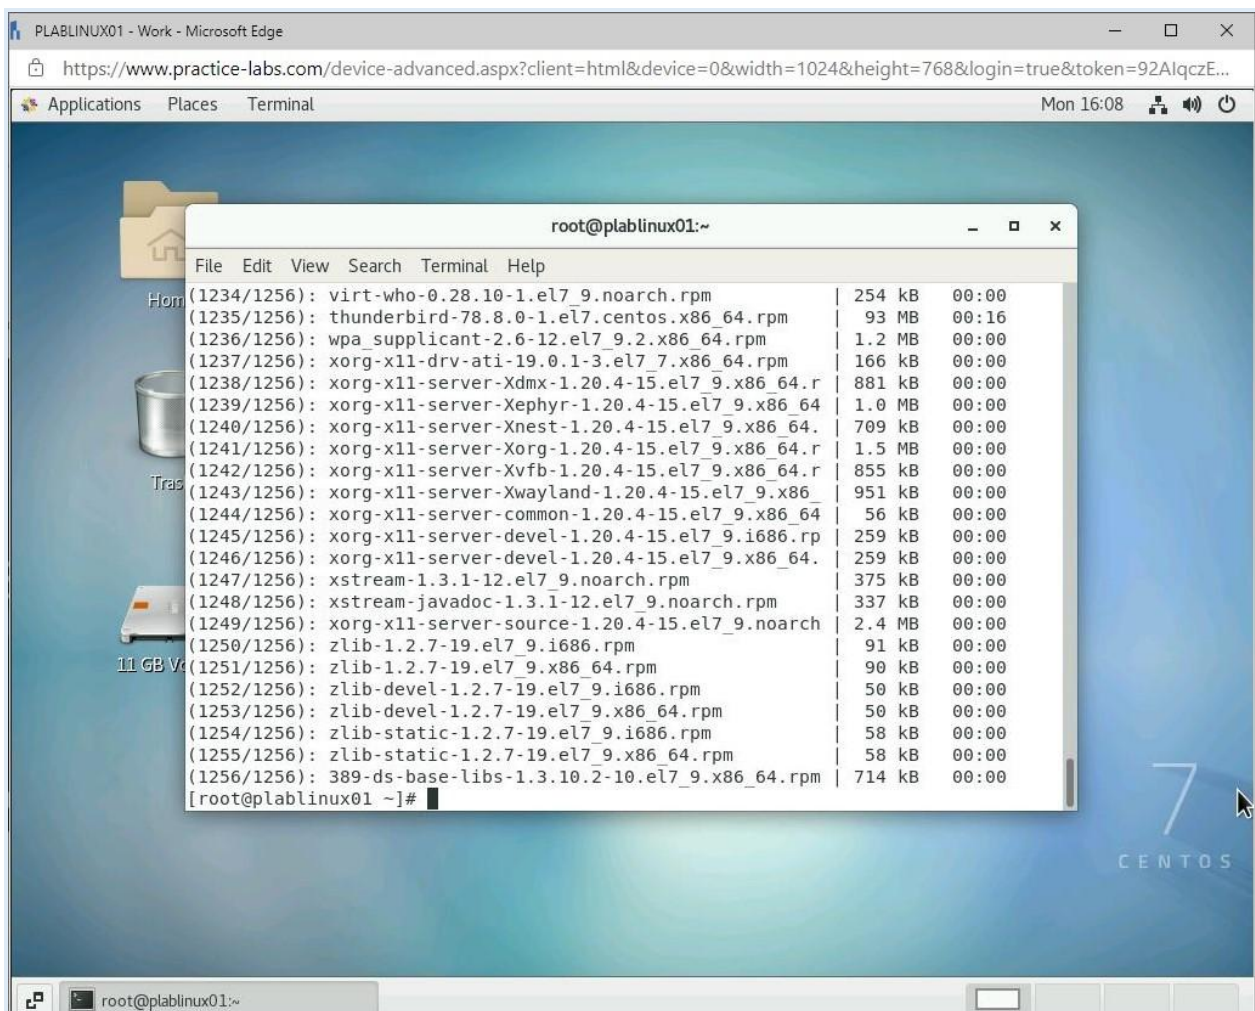 PLABLINUX01 - Work - Microsoft Edge
https://www.practice-labs.com/device-advanced.aspx?client=html&device=0&width=1024&height=768&login=true&token=92AIqczE...
Applications Places Terminal Mon 16:08
root@plablinux01:~
File Edit View Search Terminal Help
(1234/1256): virt-who-0.28.10-1.el7_9.noarch.rpm | 254 kB 00:00
(1235/1256): thunderbird-78.8.0-1.el7.centos.x86_64.rpm | 93 MB 00:16
(1236/1256): wpa_supplicant-2.6-12.el7_9.2.x86_64.rpm | 1.2 MB 00:00
(1237/1256): xorg-x11-drv-ati-19.0.1-3.el7_7.x86_64.rpm | 166 kB 00:00
(1238/1256): xorg-x11-server-Xdmx-1.20.4-15.el7_9.x86_64.r | 881 kB 00:00
(1239/1256): xorg-x11-server-Xephyr-1.20.4-15.el7_9.x86_64 | 1.0 MB 00:00
(1240/1256): xorg-x11-server-Xnest-1.20.4-15.el7_9.x86_64. | 709 kB 00:00
(1241/1256): xorg-x11-server-Xorg-1.20.4-15.el7_9.x86_64.r | 1.5 MB 00:00
(1242/1256): xorg-x11-server-Xvfb-1.20.4-15.el7_9.x86_64.r | 855 kB 00:00
(1243/1256): xorg-x11-server-Xwayland-1.20.4-15.el7_9.x86_ | 951 kB 00:00
(1244/1256): xorg-x11-server-common-1.20.4-15.el7_9.x86_64 | 56 kB 00:00
(1245/1256): xorg-x11-server-devel-1.20.4-15.el7_9.i686.rp | 259 kB 00:00
(1246/1256): xorg-x11-server-devel-1.20.4-15.el7_9.x86_64. | 259 kB 00:00
(1247/1256): xstream-1.3.1-12.el7_9.noarch.rpm | 375 kB 00:00
(1248/1256): xstream-javadoc-1.3.1-12.el7_9.noarch.rpm | 337 kB 00:00
(1249/1256): xorg-x11-server-source-1.20.4-15.el7_9.noarch | 2.4 MB 00:00
(1250/1256): zlib-1.2.7-19.el7_9.i686.rpm | 91 kB 00:00
(1251/1256): zlib-1.2.7-19.el7_9.x86_64.rpm | 90 kB 00:00
(1252/1256): zlib-devel-1.2.7-19.el7_9.i686.rpm | 50 kB 00:00
(1253/1256): zlib-devel-1.2.7-19.el7_9.x86_64.rpm | 50 kB 00:00
(1254/1256): zlib-static-1.2.7-19.el7_9.i686.rpm | 58 kB 00:00
(1255/1256): zlib-static-1.2.7-19.el7_9.x86_64.rpm | 58 kB 00:00
(1256/1256): 389-ds-base-libs-1.3.10.2-10.el7_9.x86_64.rpm | 714 kB 00:00
[root@plablinux01 ~]#
Hom
Tras
11 GB Vo
7
CENTOS
root@plablinux01:~